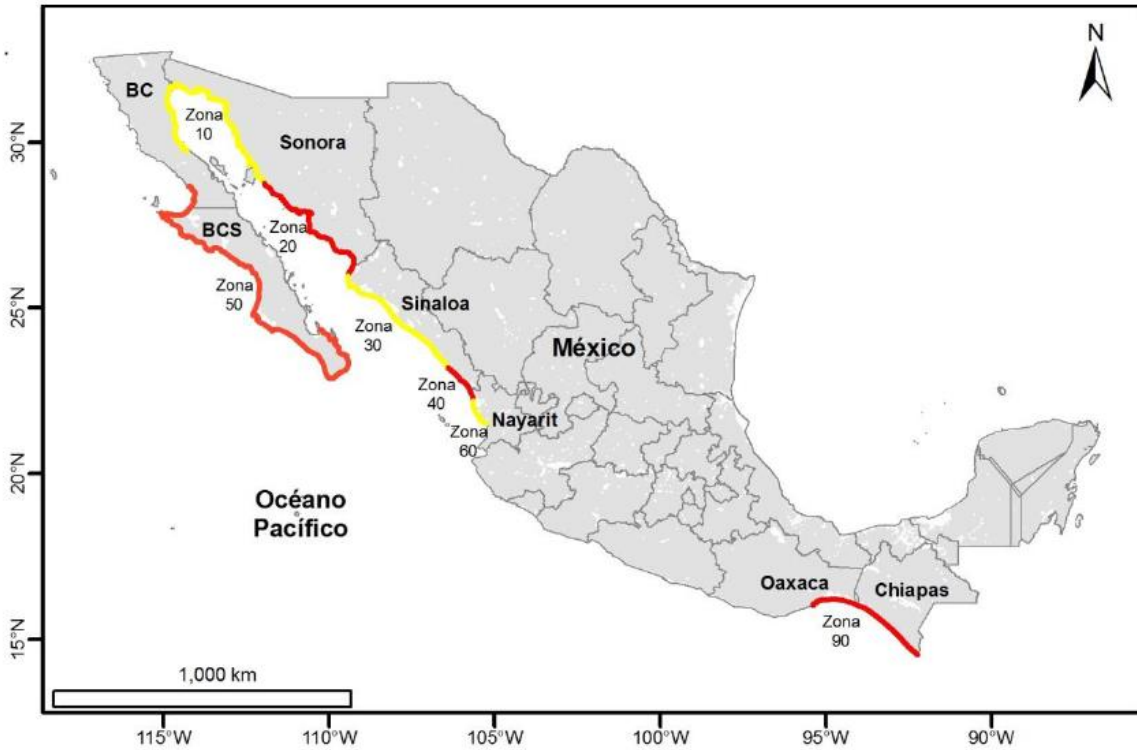 N
BC
Zona
10
Sonora
30°N
Zona
20
BCS
Zona
50
25°N
Sinaloa
Zona
30
México
Zona
40
Nayarit
Zona
60
20°N
Océano
Pacífico
Oaxaca
Chiapas
Zona
90
15°N
1,000 km
115°W
110°W
105°W
100°W
95°W
90°W